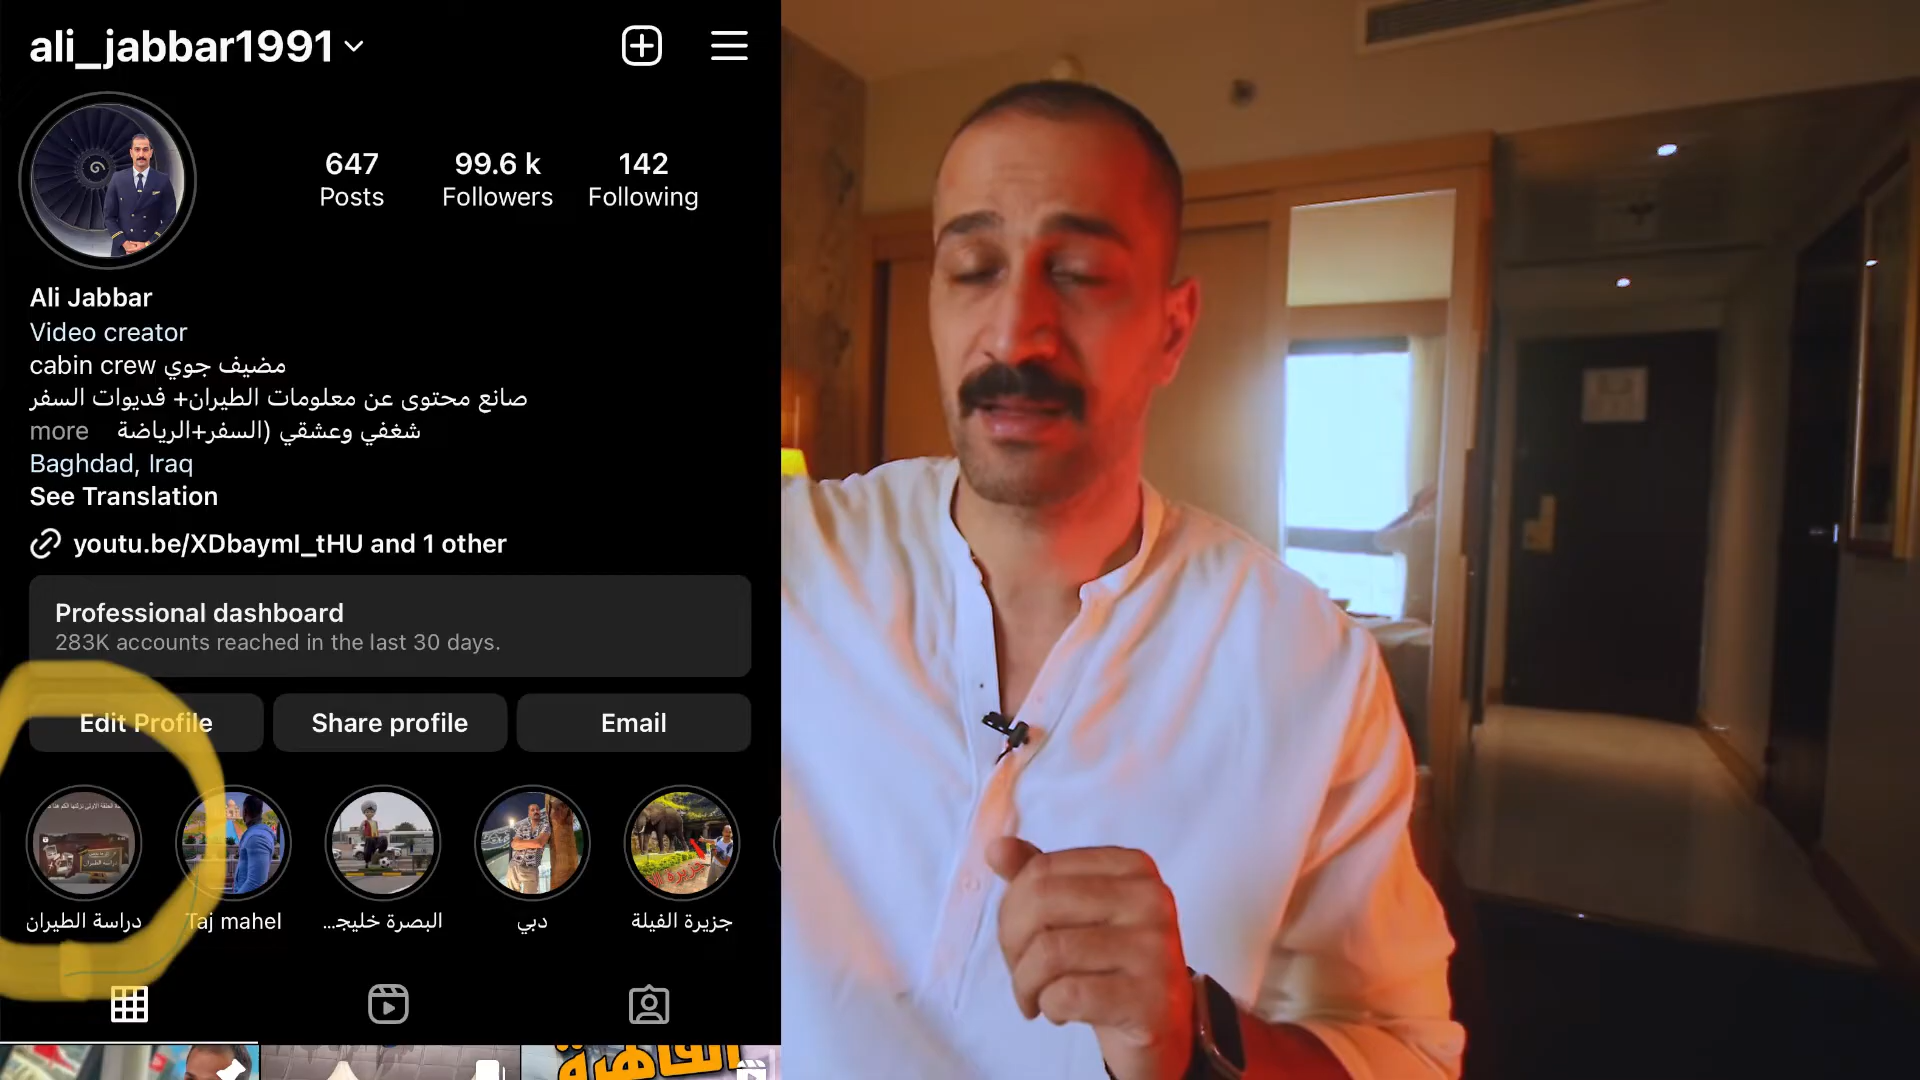 ali_jabbar1991
647
99.6 k
142
Posts
Followers
Following
Ali Jabbar
Video creator
cabin crew مضيف جوي
صانع محتوى عن معلومات الطيران+ فديوات السفر
شغفي وعشقي (السفر+الرياضة more
Baghdad, Iraq
See Translation
youtu.be/XDbaymI_tHU and 1 other
Professional dashboard
283K accounts reached in the last 30 days.
Edit Profile
Share profile
Email
دراسة الطيران
Taj mahel
البصرة خليجـ...
دبي
جزيرة الفيلة
القاهرة